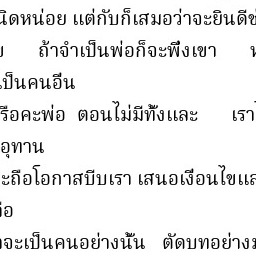 นิดหน่อย แต่กับก็เสมอว่าจะยินดีช
ถ้าจำเป็นพ่อก็จะพึ่งเขา
เป็นคนอื่น
รือคะพ่อ ตอนไม่มีทั้งและ เรา
อุทาน
ะถือโอกาสบีบเรา เสนอเงื่อนไขแล
อ
จะเป็นคนอย่างนั้น ตัดบทอย่าง